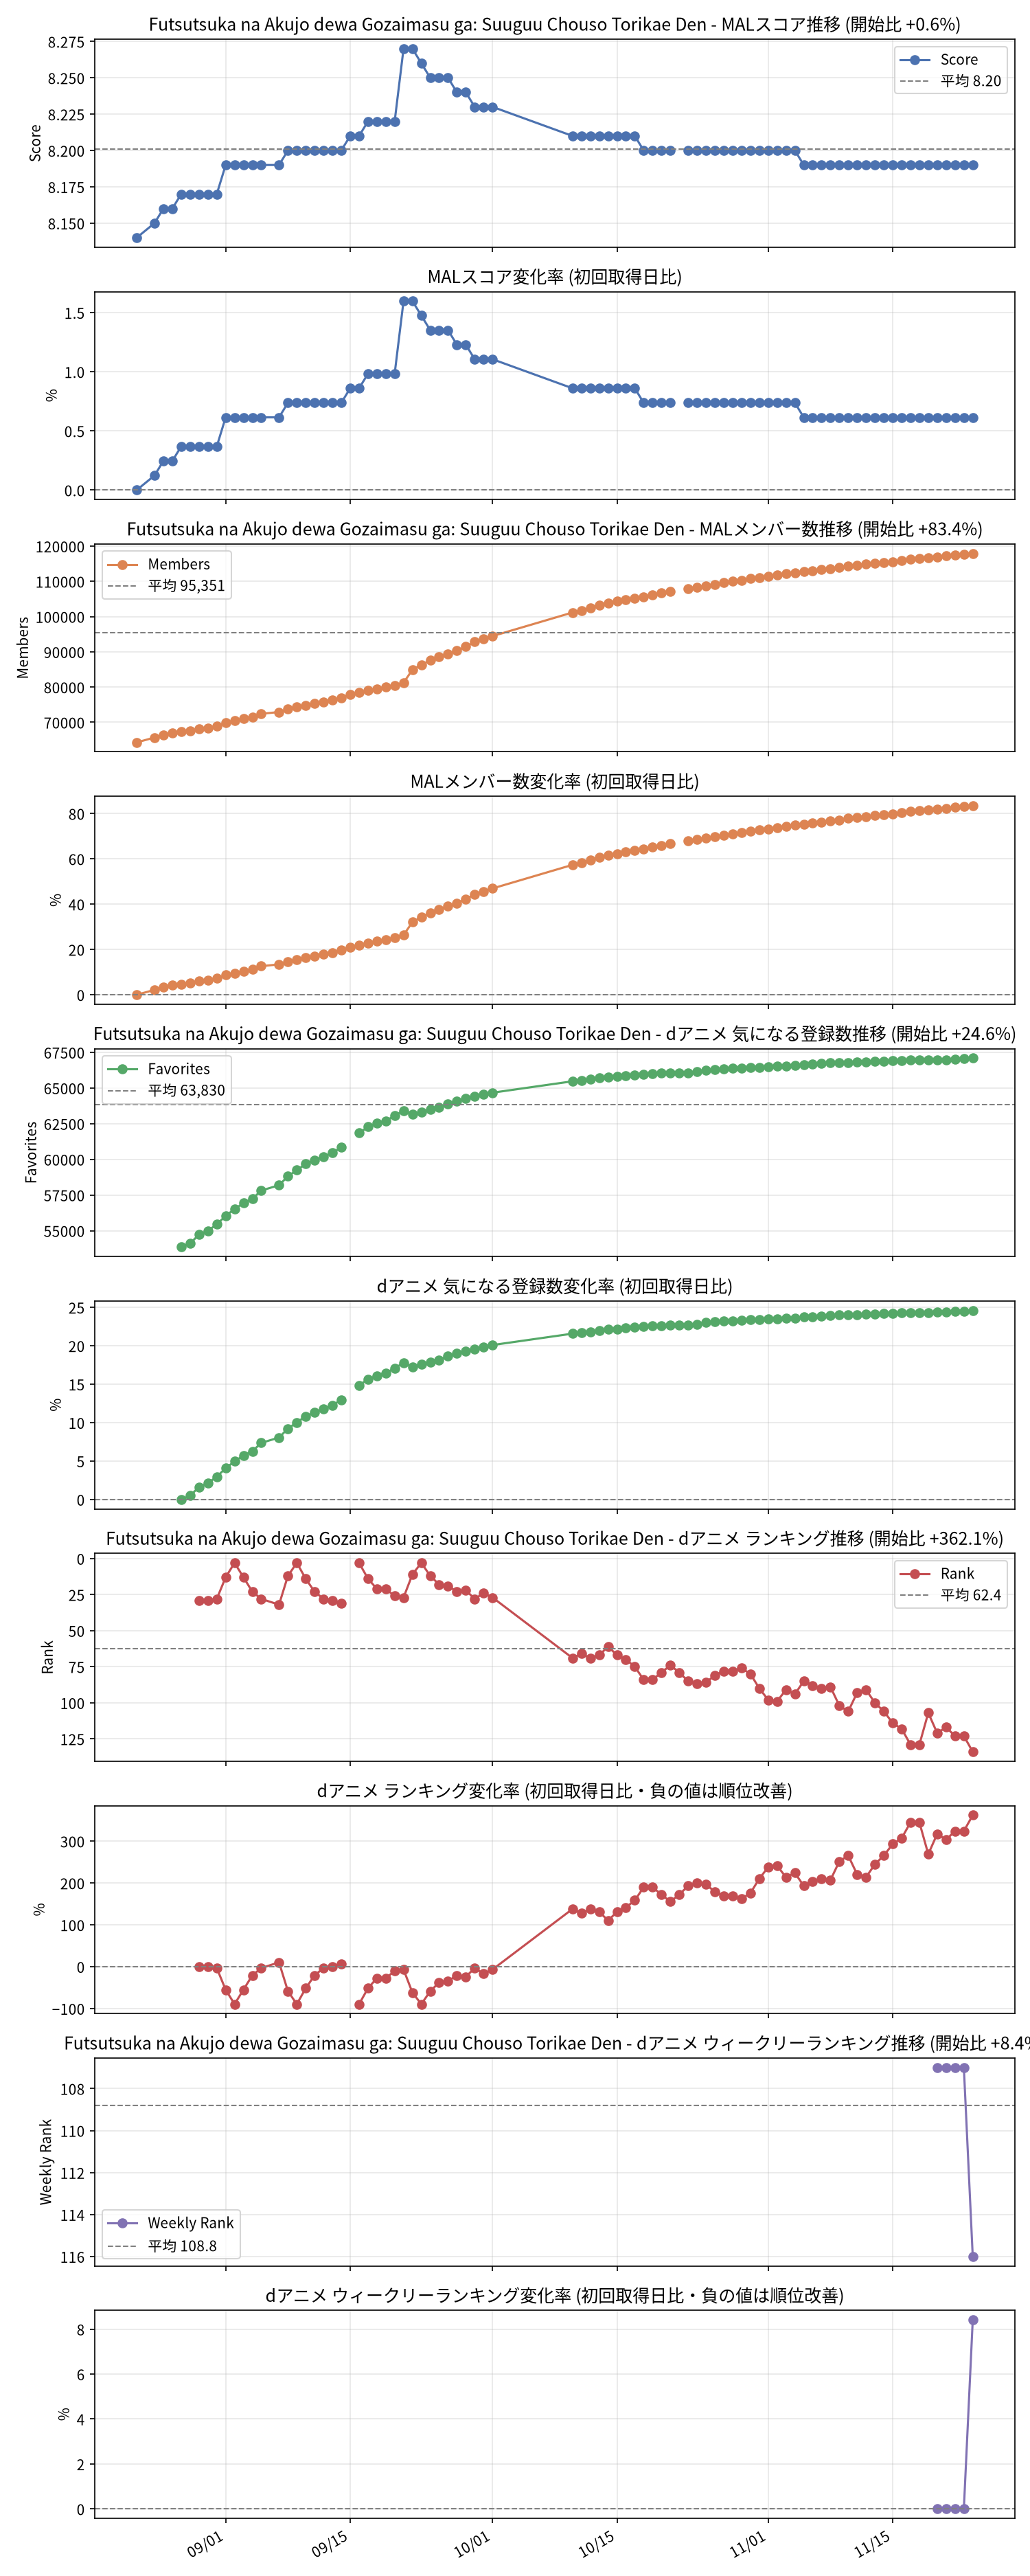 Futsutsuka na Akujo dewa Gozaimasu ga: Suuguu Chouso Torikae Den - MALスコア推移 (開始比 +0.6%)
8.275
8.250
8.225
8.200
8.175
8.150
Score
Score
平均 8.20
MALスコア変化率 (初回取得日比)
1.5
1.0
0.5
0.0
%
Futsutsuka na Akujo dewa Gozaimasu ga: Suuguu Chouso Torikae Den - MALメンバー数推移 (開始比 +83.4%)
120000
110000
100000
90000
80000
70000
Members
Members
平均 95,351
MALメンバー数変化率 (初回取得日比)
80
60
40
20
0
%
Futsutsuka na Akujo dewa Gozaimasu ga: Suuguu Chouso Torikae Den - dアニメ 気になる登録数推移 (開始比 +24.6%)
67500
65000
62500
60000
57500
55000
Favorites
Favorites
平均 63,830
dアニメ 気になる登録数変化率 (初回取得日比)
25
20
15
10
5
0
%
Futsutsuka na Akujo dewa Gozaimasu ga: Suuguu Chouso Torikae Den - dアニメ ランキング推移 (開始比 +362.1%)
0
25
50
75
100
125
Rank
Rank
平均 62.4
dアニメ ランキング変化率 (初回取得日比・負の値は順位改善)
300
200
100
0
−100
%
Futsutsuka na Akujo dewa Gozaimasu ga: Suuguu Chouso Torikae Den - dアニメ ウィークリーランキング推移 (開始比 +8.4%
108
110
112
114
116
Weekly Rank
Weekly Rank
平均 108.8
dアニメ ウィークリーランキング変化率 (初回取得日比・負の値は順位改善)
8
6
4
2
0
%
09/01
09/15
10/01
10/15
11/01
11/15